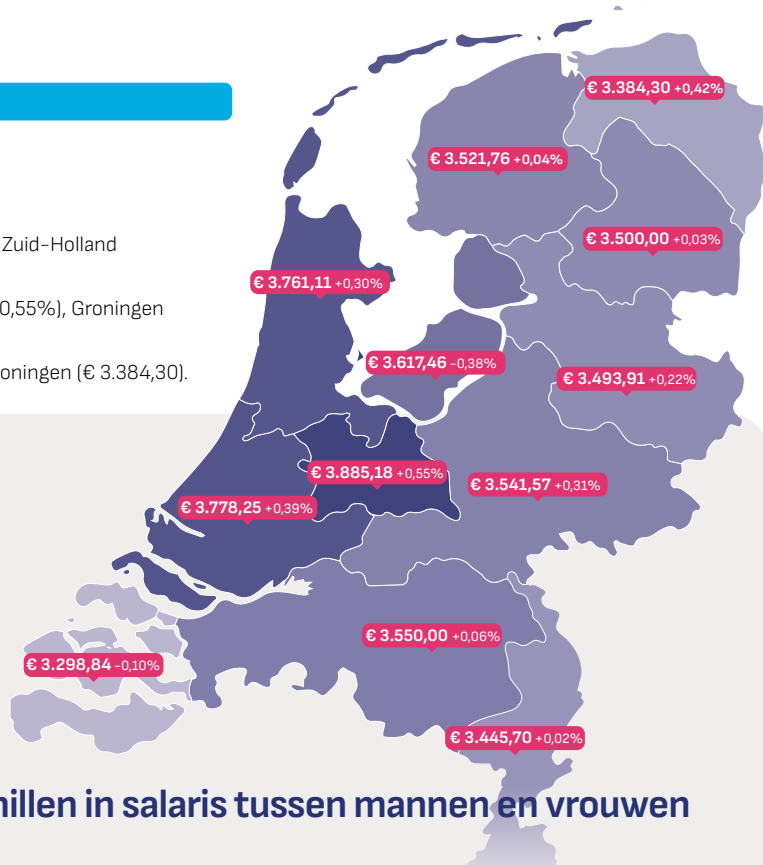 € 3.384,30 +0,42%
€ 3.521,76 +0,04%
Zuid-Holland
€ 3.500,00 +0,03%
€ 3.761,11 +0,30%
0,55%), Groningen
€ 3.617,46 -0,38%
oningen (€ 3.384,30).
€ 3.493,91 +0,22%
€ 3.885,18 +0,55%
€ 3.541,57 +0,31%
€ 3.778,25 +0,39%
€ 3.550,00 +0,06%
€ 3.298,84 -0,10%
€ 3.445,70 +0,02%
hillen in salaris tussen mannen en vrouwen